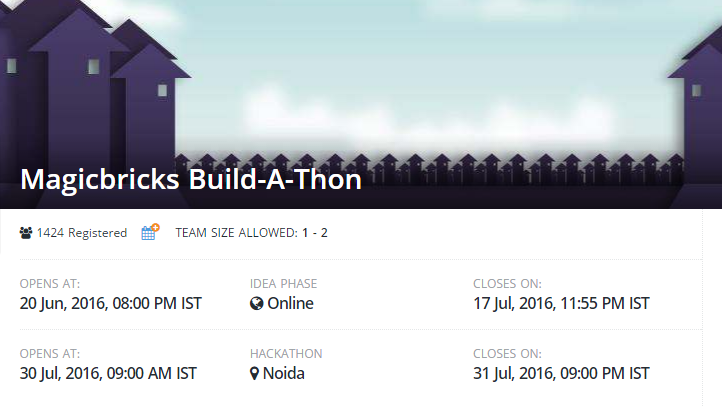 Magicbricks Build-A-Thon
1424 Registered TEAM SIZE ALLOWED: 1 - 2
OPENS AT: IDEA PHASE CLOSES ON:
20 Jun, 2016, 08:00 PM IST Online 17 Jul, 2016, 11:55 PM IST
OPENS AT: HACKATHON CLOSES ON:
30 Jul, 2016, 09:00 AM IST Noida 31 Jul, 2016, 09:00 PM IST